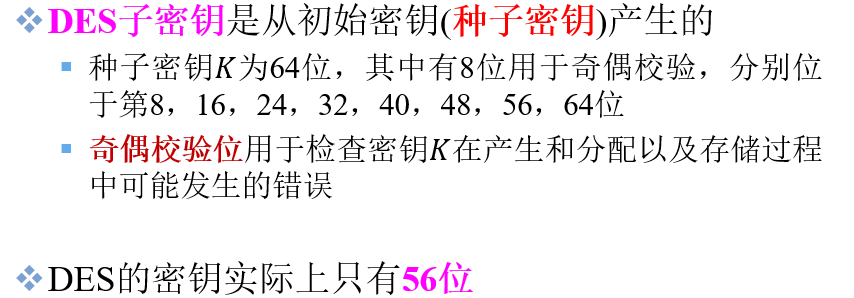 DES子密钥是从初始密钥(种子密钥)产生的
种子密钥K为64位，其中有8位用于奇偶校验，分别位
于第8，16，24，32，40，48，56，64位
奇偶校验位用于检查密钥K在产生和分配以及存储过程
中可能发生的错误
DES的密钥实际上只有56位